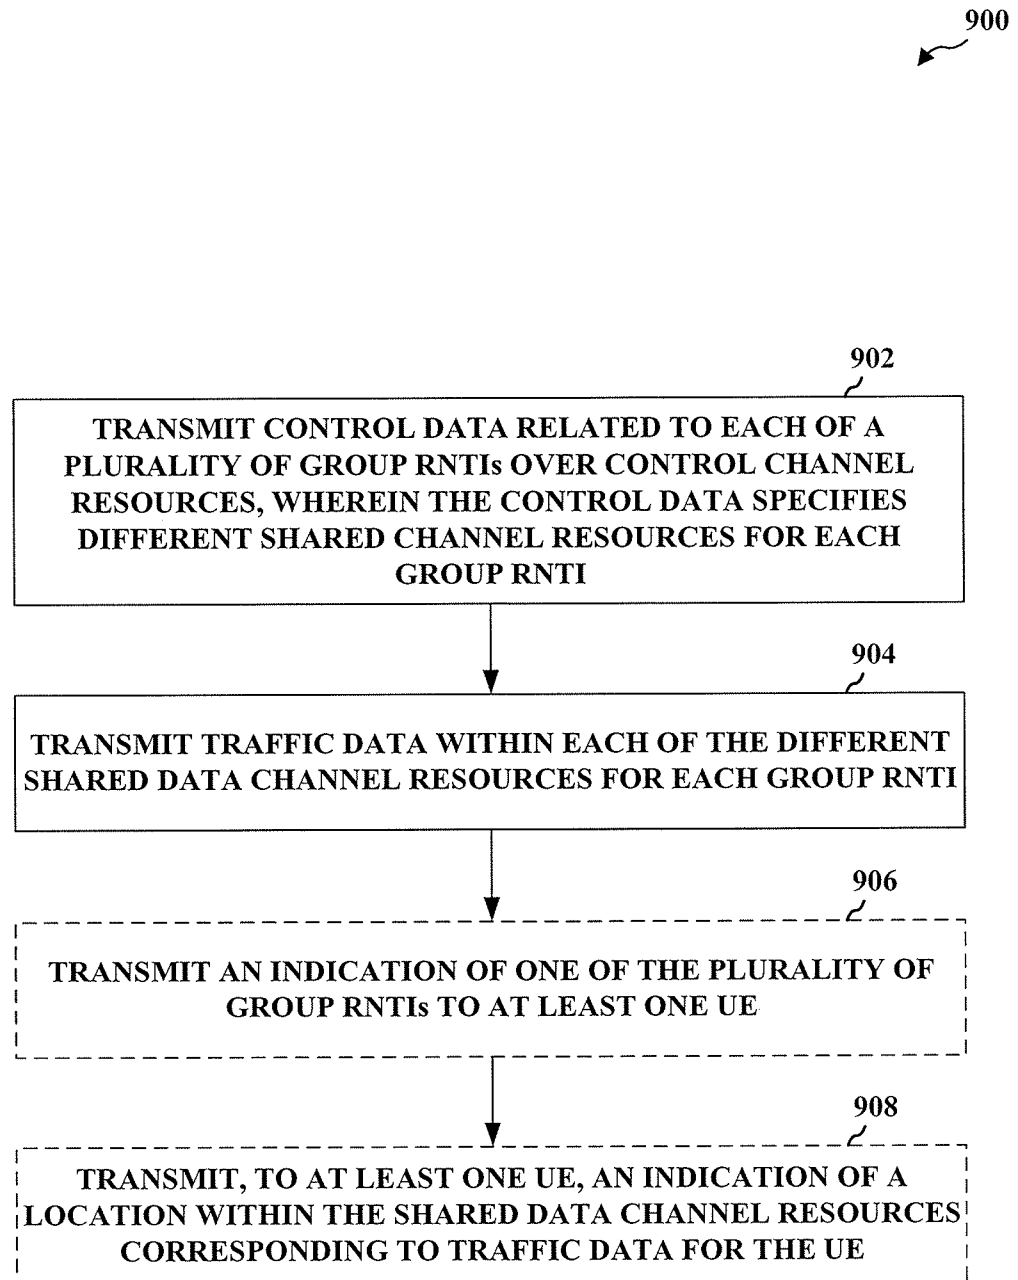 900
902
TRANSMIT CONTROL DATA RELATED TO EACH OF A
PLURALITY OF GROUP RNTIs OVER CONTROL CHANNEL
RESOURCES, WHEREIN THE CONTROL DATA SPECIFIES
DIFFERENT SHARED CHANNEL RESOURCES FOR EACH
GROUP RNTI
904
TRANSMIT TRAFFIC DATA WITHIN EACH OF THE DIFFERENT
SHARED DATA CHANNEL RESOURCES FOR EACH GROUP RNTI
906
TRANSMIT AN INDICATION OF ONE OF THE PLURALITY OF
GROUP RNTIs TO AT LEAST ONE UE
908
TRANSMIT, TO AT LEAST ONE UE, AN INDICATION OF A
LOCATION WITHIN THE SHARED DATA CHANNEL RESOURCES
CORRESPONDING TO TRAFFIC DATA FOR THE UE